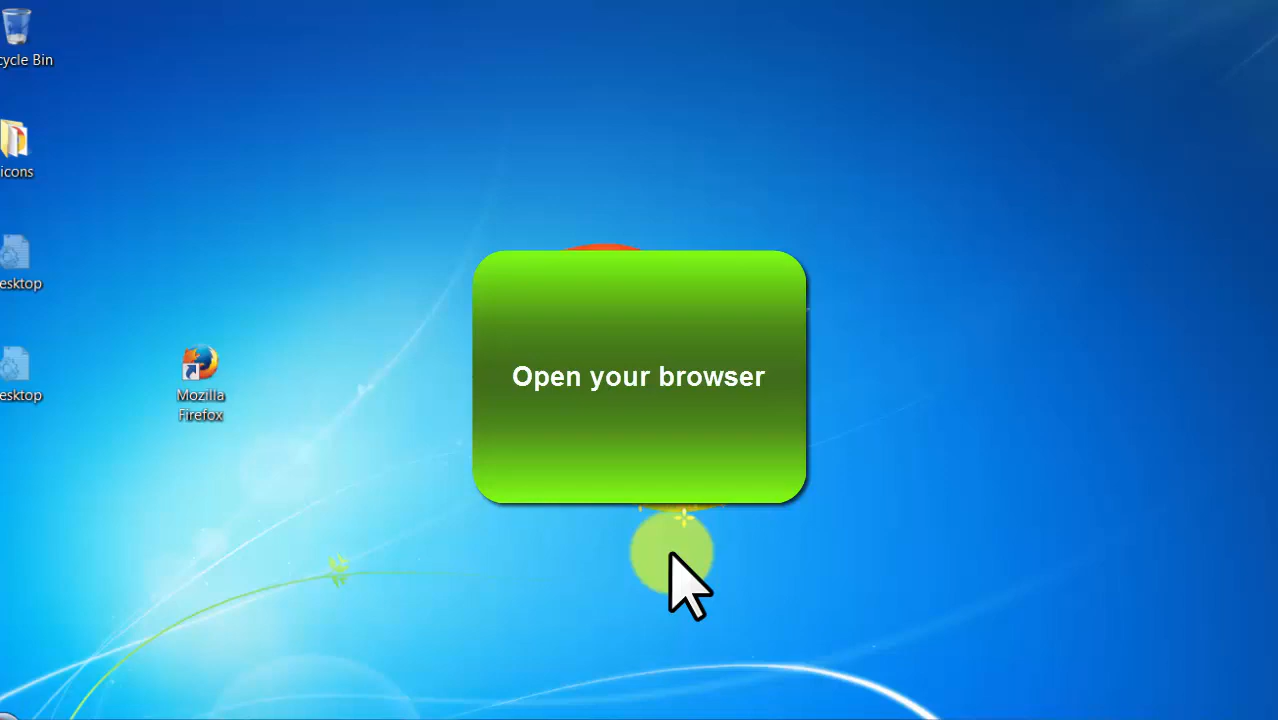 cycle Bin
icons
esktop
esktop
Mozilla
Firefox
Open your browser